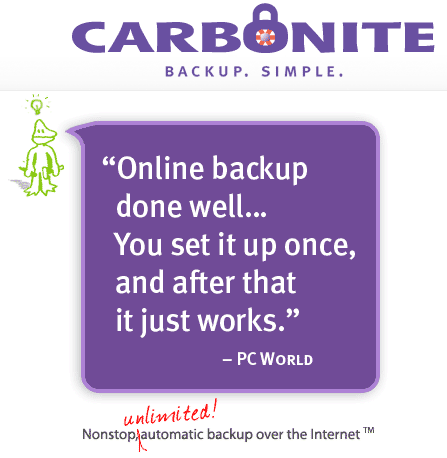 CARBONITE
BACKUP. SIMPLE.
“Online backup
done well...
You set it up once,
and after that
it just works.”
– PC WORLD
unlimited!
Nonstop, automatic backup over the Internet ™